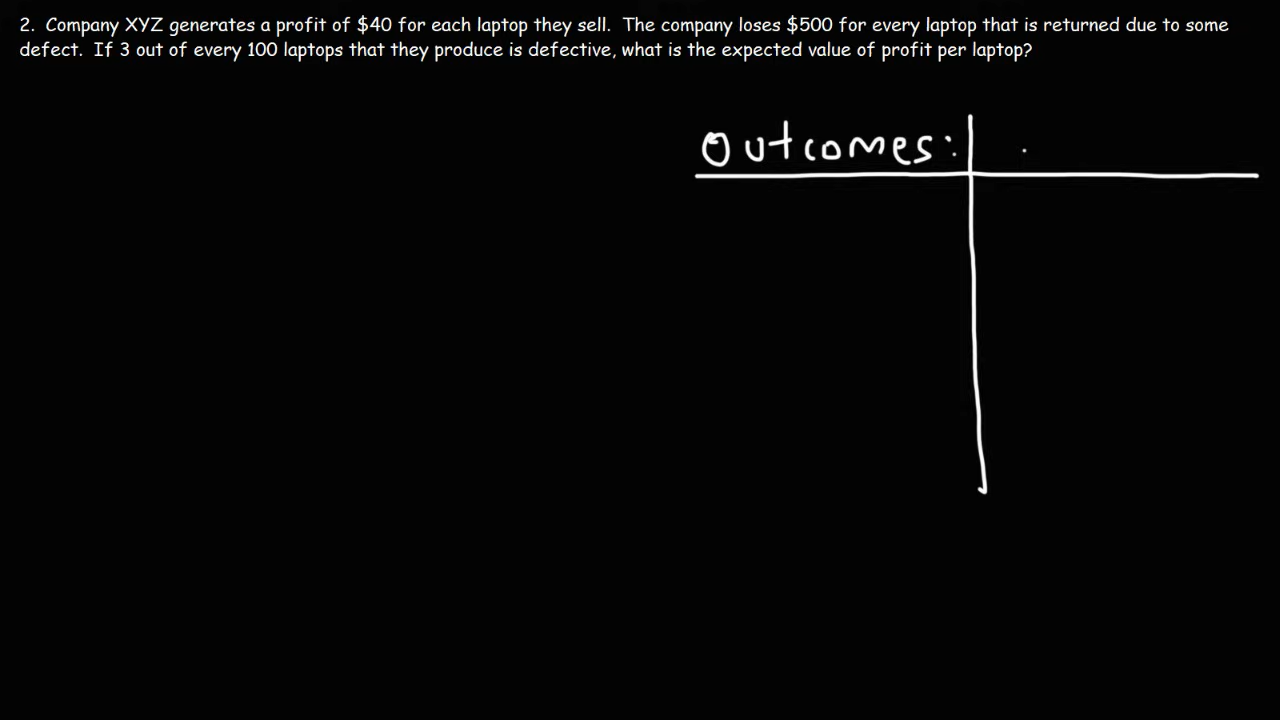 2. Company XYZ generates a profit of $40 for each laptop they sell. The company loses $500 for every laptop that is returned due to some
defect. If 3 out of every 100 laptops that they produce is defective, what is the expected value of profit per laptop?
Outcomes: